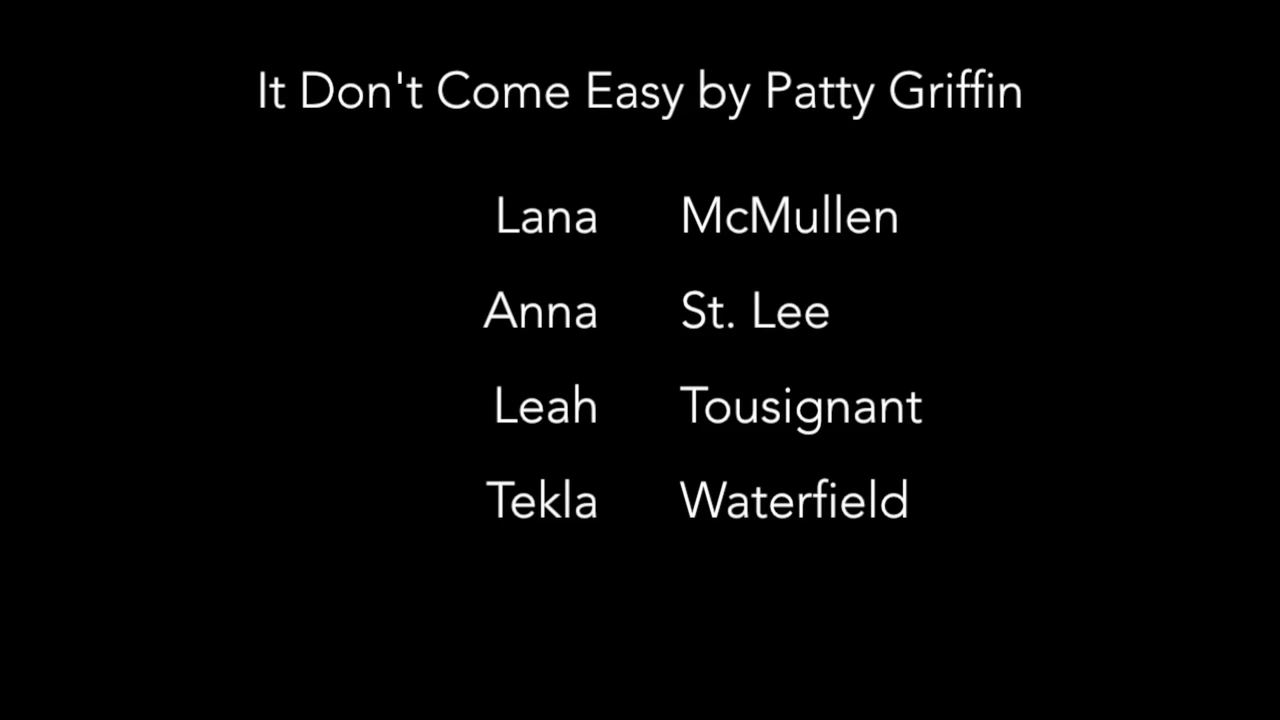 It Don't Come Easy by Patty Griffin
Lana McMullen
Anna St. Lee
Leah Tousignant
Tekla Waterfield